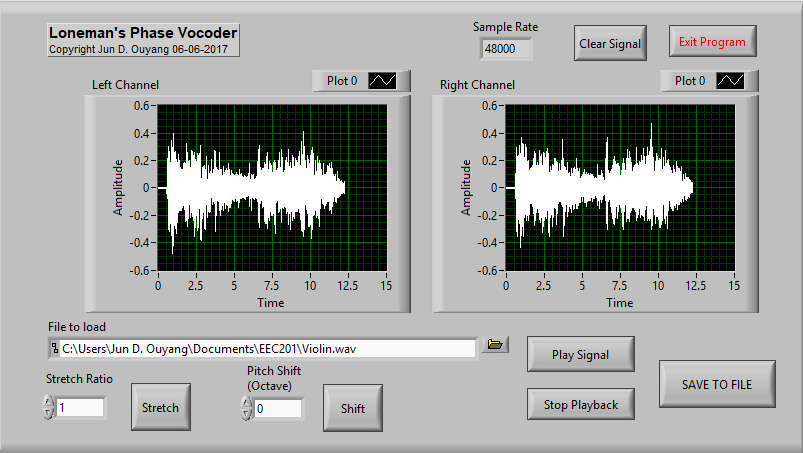 Loneman's Phase Vocoder
Copyright Jun D. Ouyang 06-06-2017
Sample Rate
48000
Clear Signal
Exit Program
Left Channel
Plot 0
Right Channel
Plot 0
Amplitude
0.6
0.4
0.2
0
-0.2
-0.4
-0.6
0
2.5
5
7.5
10
12.5
15
Time
Amplitude
0.6
0.4
0.2
0
-0.2
-0.4
-0.6
0
2.5
5
7.5
10
12.5
15
Time
File to load
C:\Users\Jun D. Ouyang\Documents\EEC201\Violin.wav
Play Signal
Stretch Ratio
1
Stretch
Pitch Shift
(Octave)
0
Shift
Stop Playback
SAVE TO FILE